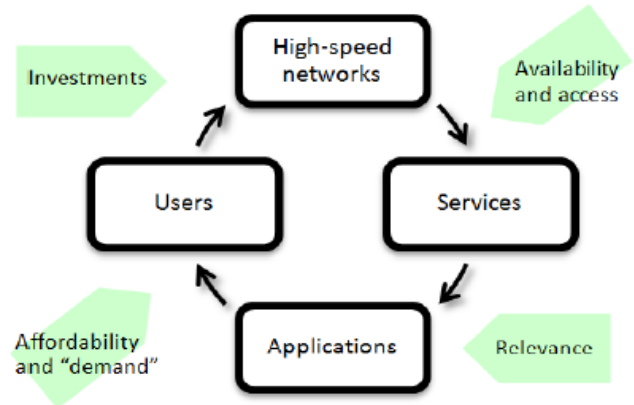 High-speed
networks
Investments
Availability
and access
Users
Services
Affordability
and “demand”
Applications
Relevance